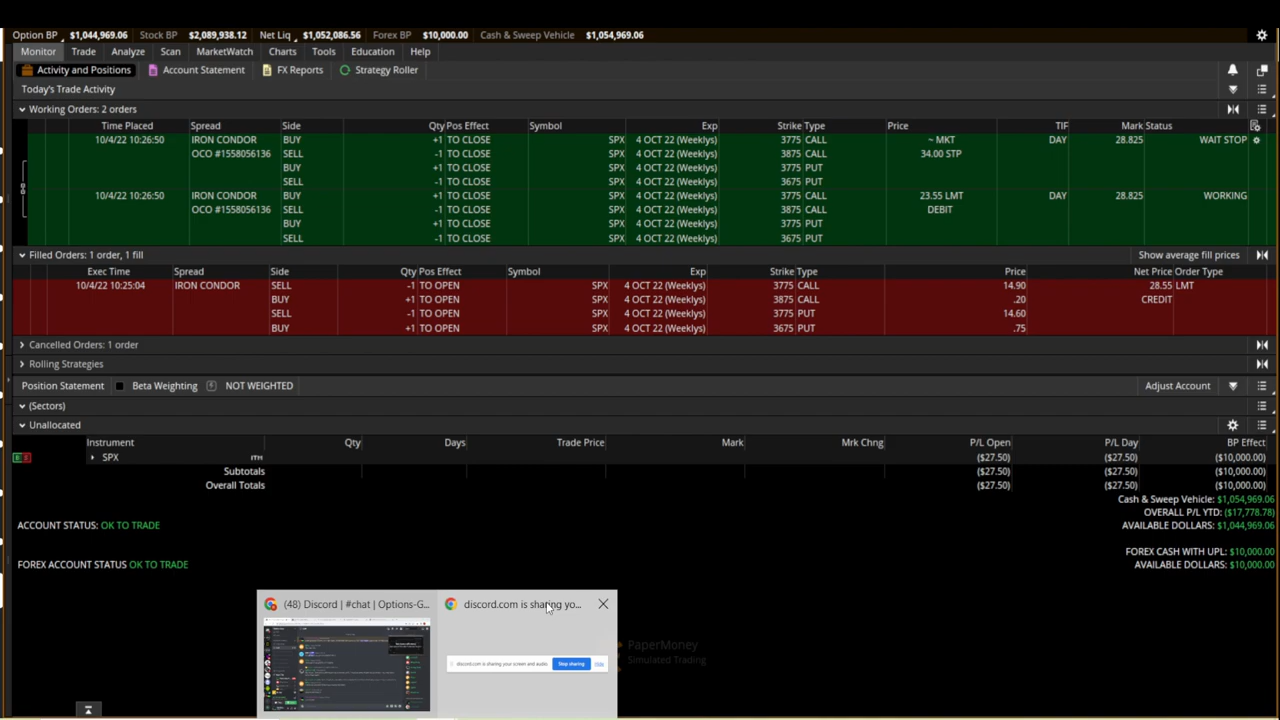 Option BP $1,044,969.06 Stock BP $2,089,938.12 Net Liq $1,052,086.56 Forex BP $10,000.00 Cash & Sweep Vehicle $1,054,969.06
Monitor Trade Analyze Scan MarketWatch Charts Tools Education Help
Activity and Positions Account Statement FX Reports Strategy Roller
Today's Trade Activity
Working Orders: 2 orders
Time Placed Spread Side Qty Pos Effect Symbol Exp Strike Type Price TIF Mark Status
10/4/22 10:26:50 IRON CONDOR BUY +1 TO CLOSE SPX 4 OCT 22 (Weeklys) 3775 CALL ~ MKT DAY 28.825 WAIT STOP
OCO #1558056136 SELL -1 TO CLOSE SPX 4 OCT 22 (Weeklys) 3875 CALL 34.00 STP
BUY +1 TO CLOSE SPX 4 OCT 22 (Weeklys) 3775 PUT
SELL -1 TO CLOSE SPX 4 OCT 22 (Weeklys) 3675 PUT
10/4/22 10:26:50 IRON CONDOR BUY +1 TO CLOSE SPX 4 OCT 22 (Weeklys) 3775 CALL 23.55 LMT DAY 28.825 WORKING
OCO #1558056136 SELL -1 TO CLOSE SPX 4 OCT 22 (Weeklys) 3875 CALL DEBIT
BUY +1 TO CLOSE SPX 4 OCT 22 (Weeklys) 3775 PUT
SELL -1 TO CLOSE SPX 4 OCT 22 (Weeklys) 3675 PUT
Filled Orders: 1 order, 1 fill Show average fill prices
Exec Time Spread Side Qty Pos Effect Symbol Exp Strike Type Price Net Price Order Type
10/4/22 10:25:04 IRON CONDOR SELL -1 TO OPEN SPX 4 OCT 22 (Weeklys) 3775 CALL 14.90 28.55 LMT
BUY +1 TO OPEN SPX 4 OCT 22 (Weeklys) 3875 CALL .20 CREDIT
SELL -1 TO OPEN SPX 4 OCT 22 (Weeklys) 3775 PUT 14.60
BUY +1 TO OPEN SPX 4 OCT 22 (Weeklys) 3675 PUT .75
Cancelled Orders: 1 order
Rolling Strategies
Position Statement Beta Weighting NOT WEIGHTED Adjust Account
(Sectors)
Unallocated
Instrument Qty Days Trade Price Mark Mrk Chng P/L Open P/L Day BP Effect
SPX ITH ($27.50) ($27.50) ($10,000.00)
Subtotals ($27.50) ($27.50) ($10,000.00)
Overall Totals ($27.50) ($27.50) ($10,000.00)
Cash & Sweep Vehicle: $1,054,969.06
OVERALL P/L YTD: ($17,778.78)
ACCOUNT STATUS: OK TO TRADE AVAILABLE DOLLARS: $1,044,969.06
FOREX CASH WITH UPL: $10,000.00
FOREX ACCOUNT STATUS OK TO TRADE AVAILABLE DOLLARS: $10,000.00
(48) Discord | #chat | Options-G... discord.com is sharing yo...
PaperMoney
Simulated Trading
discord.com is sharing your screen and audio. Stop sharing Hide